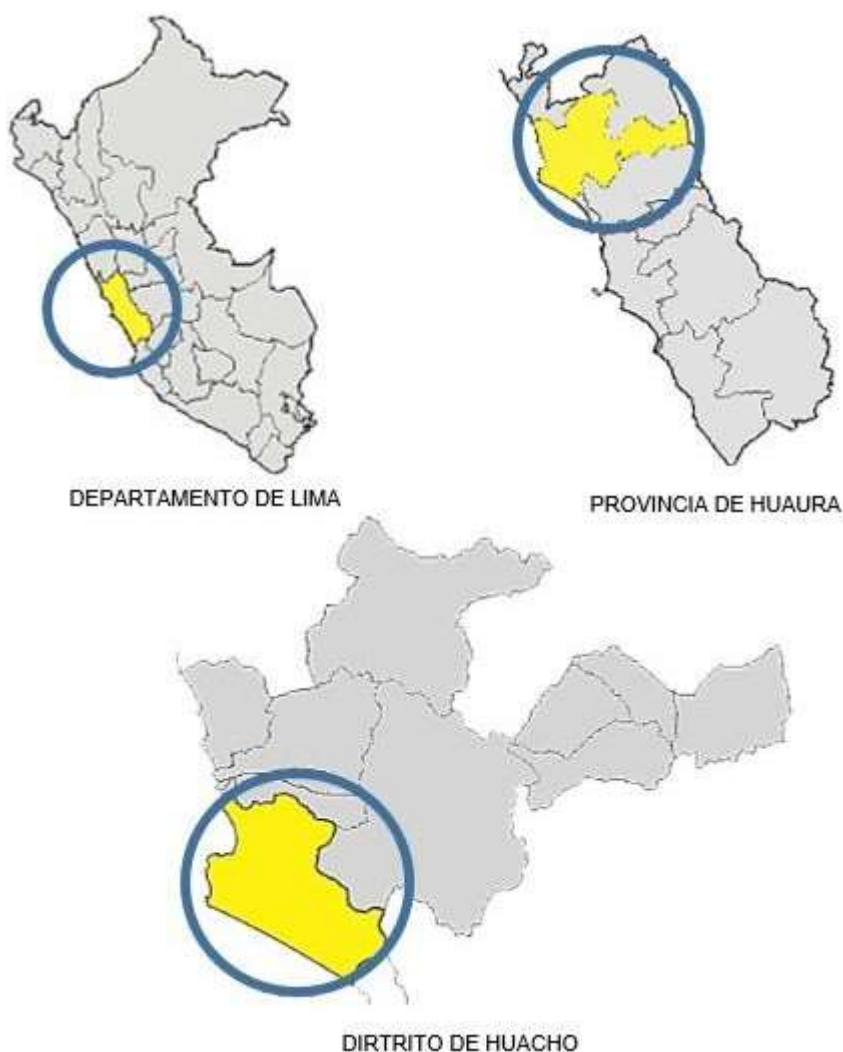 DEPARTAMENTO DE LIMA
PROVINCIA DE HUAURA
DIRTRITO DE HUACHO